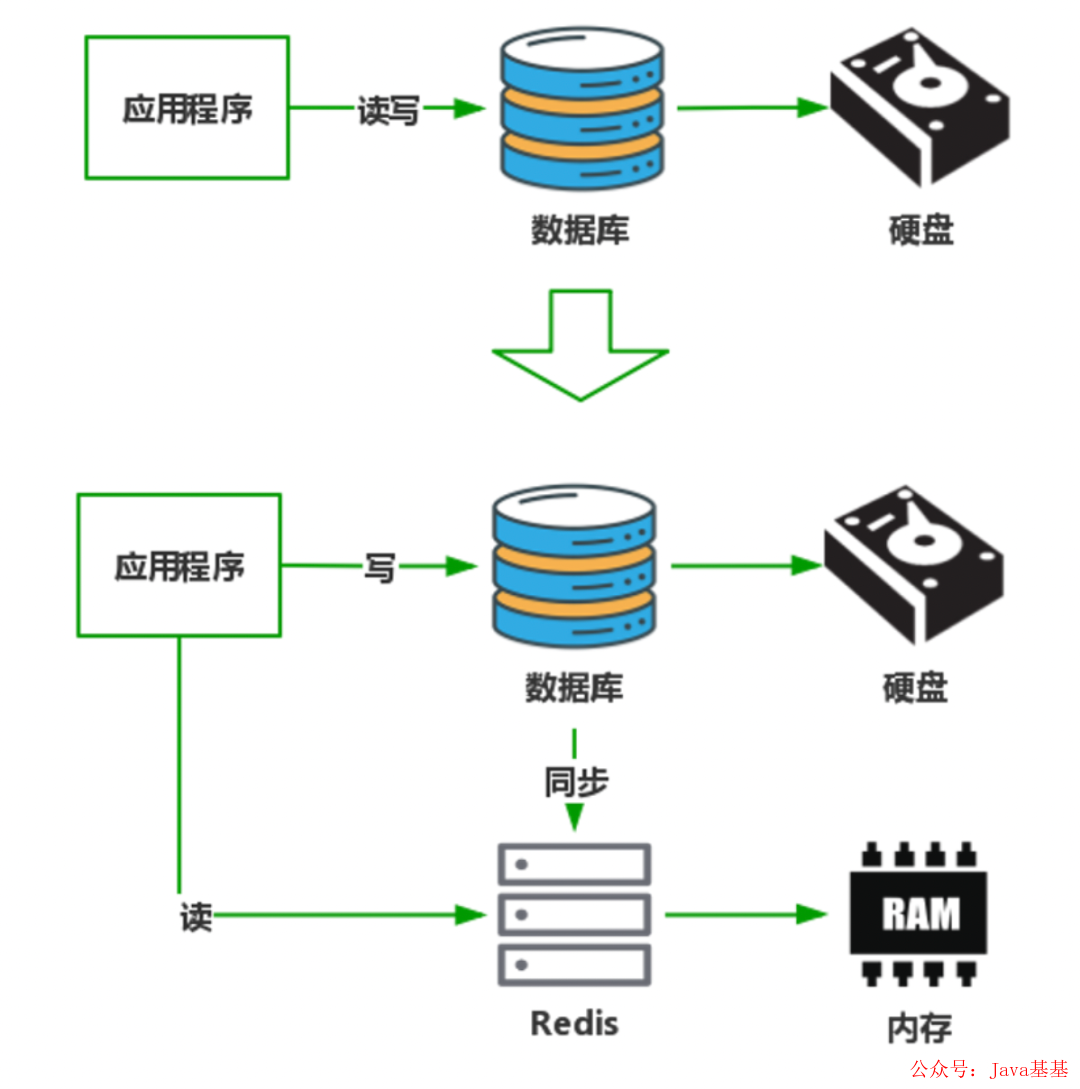 应用程序
读写
数据库
硬盘
应用程序
写
数据库
硬盘
同步
读
RAM
Redis
内存
公众号：Java基基